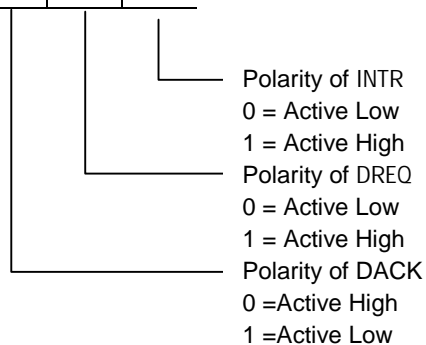 Polarity of INTR
0 = Active Low
1 = Active High
Polarity of DREQ
0 = Active Low
1 = Active High
Polarity of DACK
0 =Active High
1 =Active Low